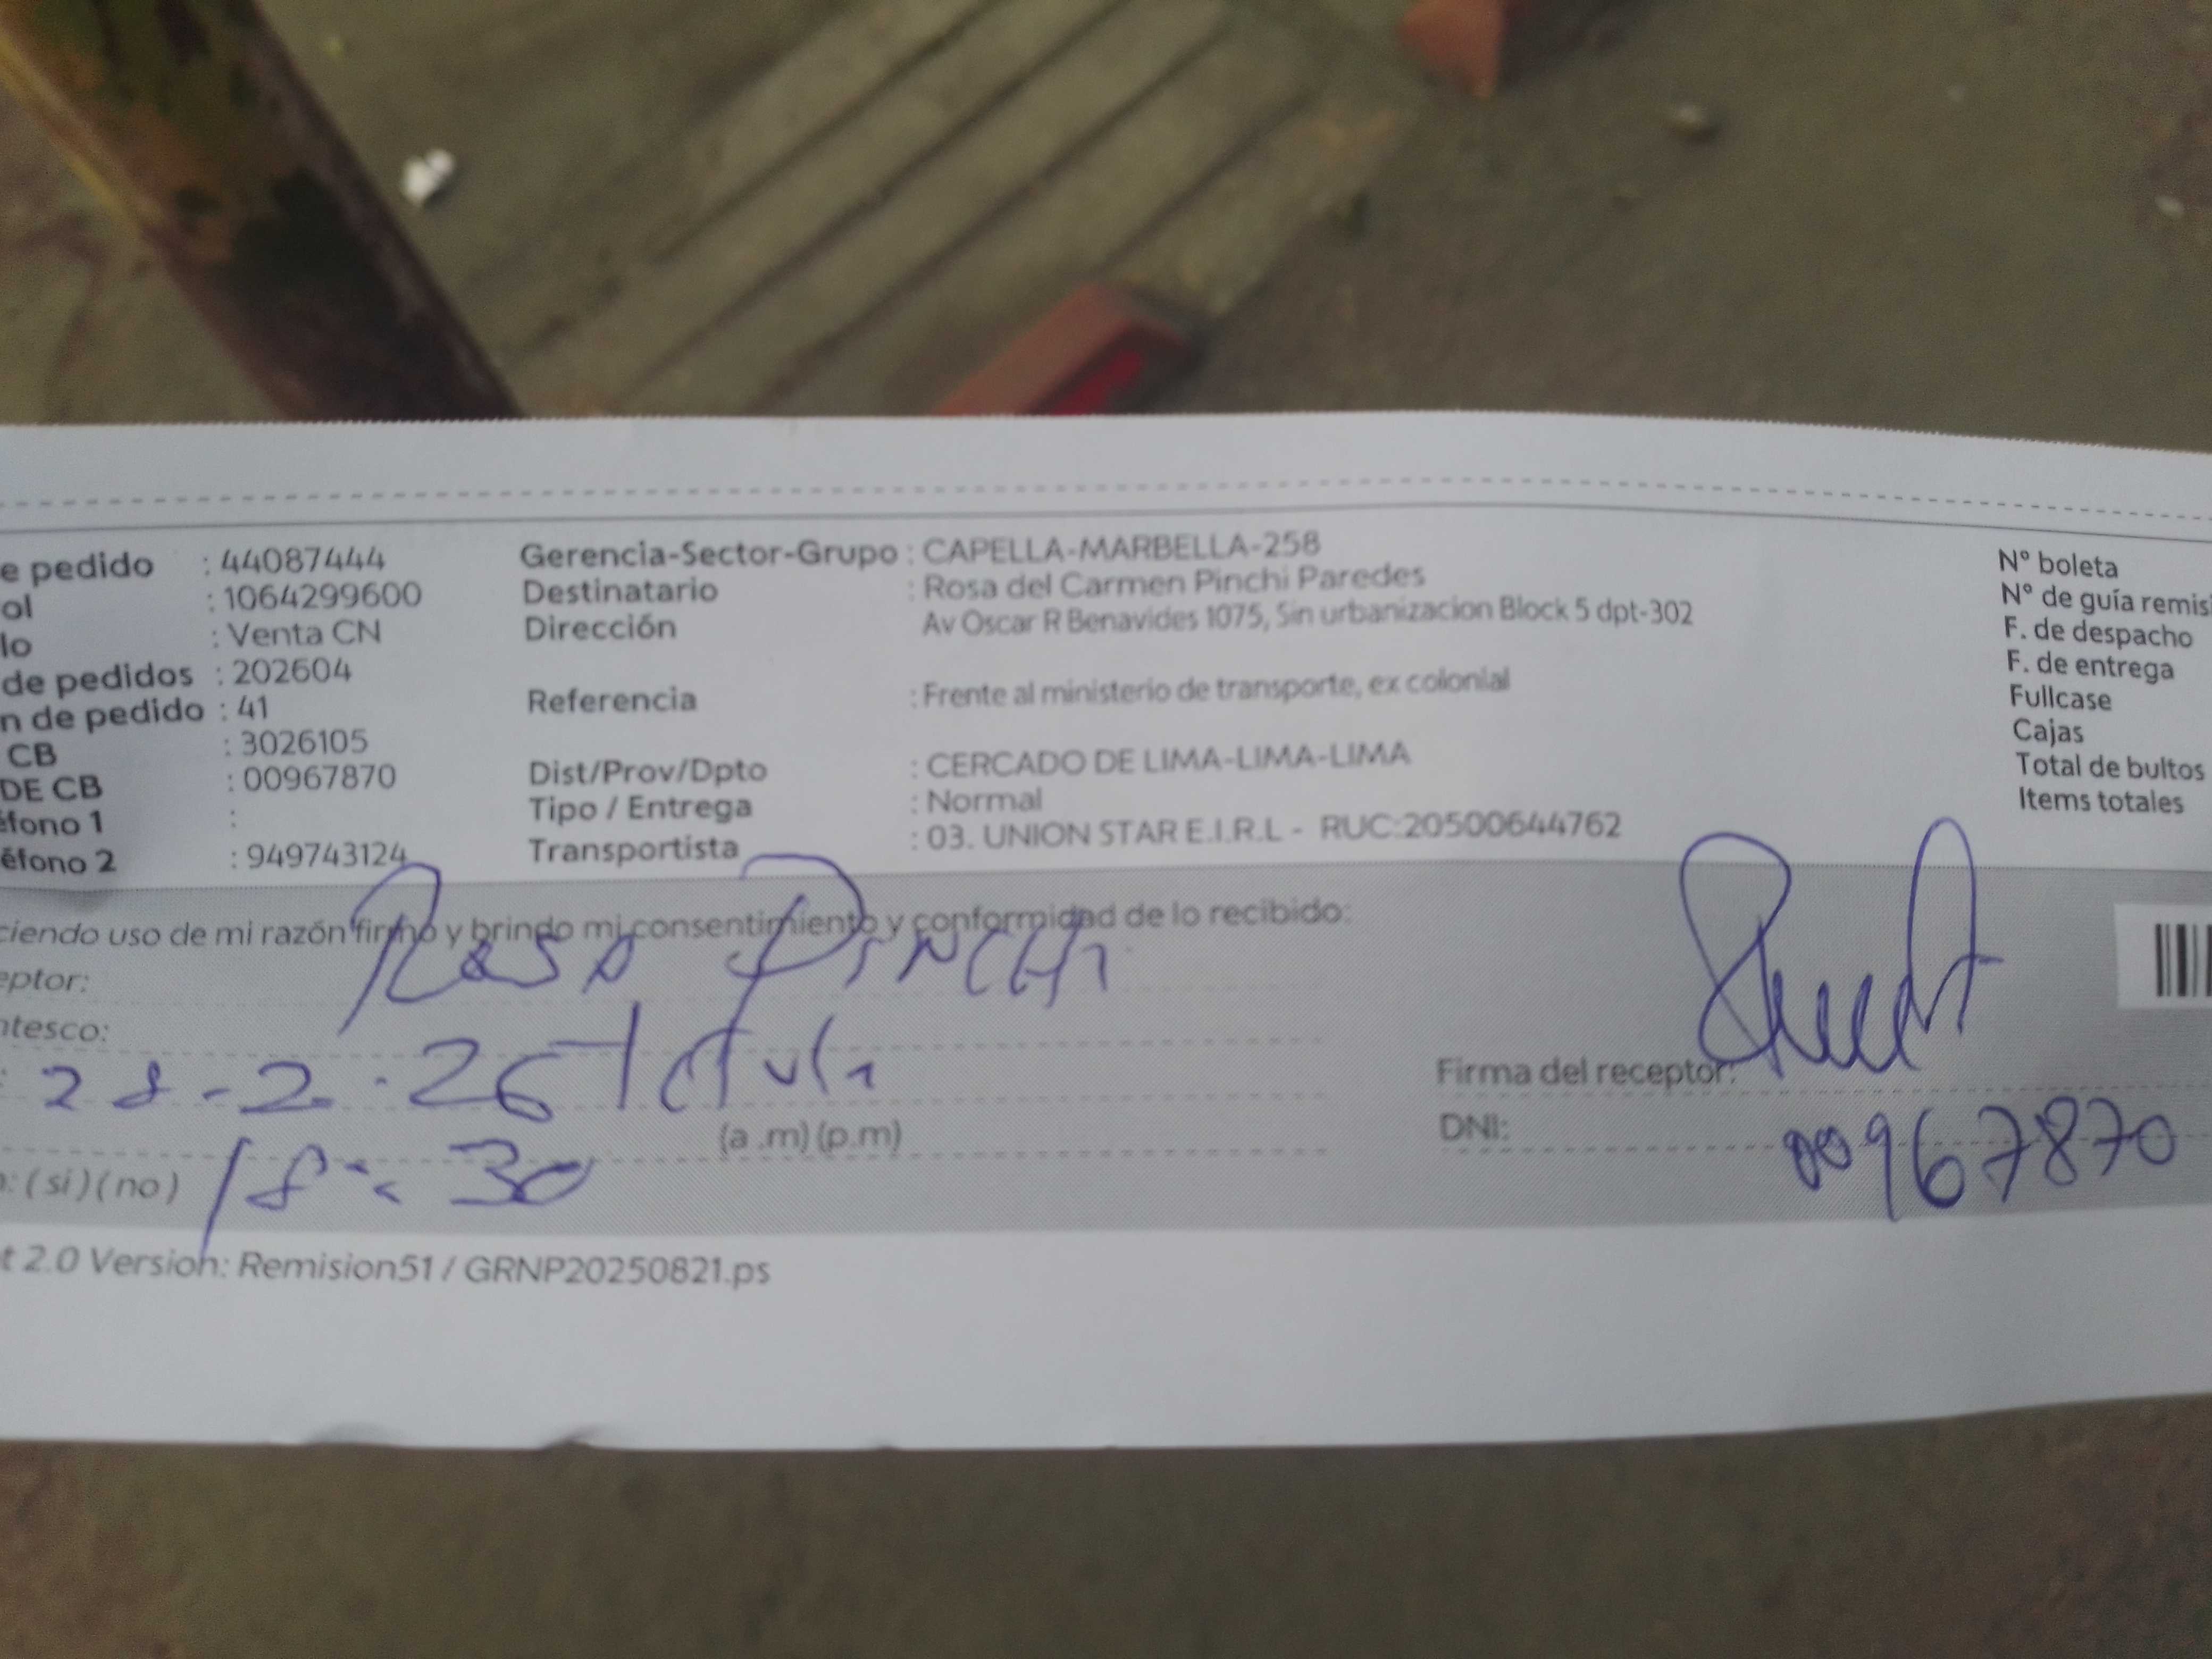 e pedido : 44087444
ol : 1064299600
lo : Venta CN
de pedidos : 202604
n de pedido : 41
CB : 3026105
DE CB : 00967870
éfono 1 :
éfono 2 : 949743124
Gerencia-Sector-Grupo : CAPELLA-MARBELLA-258
Destinatario : Rosa del Carmen Pinchi Paredes
Dirección Av Oscar R Benavides 1075, Sin urbanizacion Block 5 dpt-302
Referencia : Frente al ministerio de transporte, ex colonial
Dist/Prov/Dpto : CERCADO DE LIMA-LIMA-LIMA
Tipo / Entrega : Normal
Transportista : 03. UNION STAR E.I.R.L - RUC:20500644762
Nº boleta
Nº de guía remisi
F. de despacho
F. de entrega
Fullcase
Cajas
Total de bultos
Items totales
ciendo uso de mi razón firmo y brindo mi consentimiento y conformidad de lo recibido:
eptor: Rosa Pinchi
ntesco:
: 28-2-26
(a .m) (p.m)
n: ( si ) ( no ) 18:30
Firma del receptor:
DNI: 00967870
t 2.0 Version: Remision51 / GRNP20250821.ps